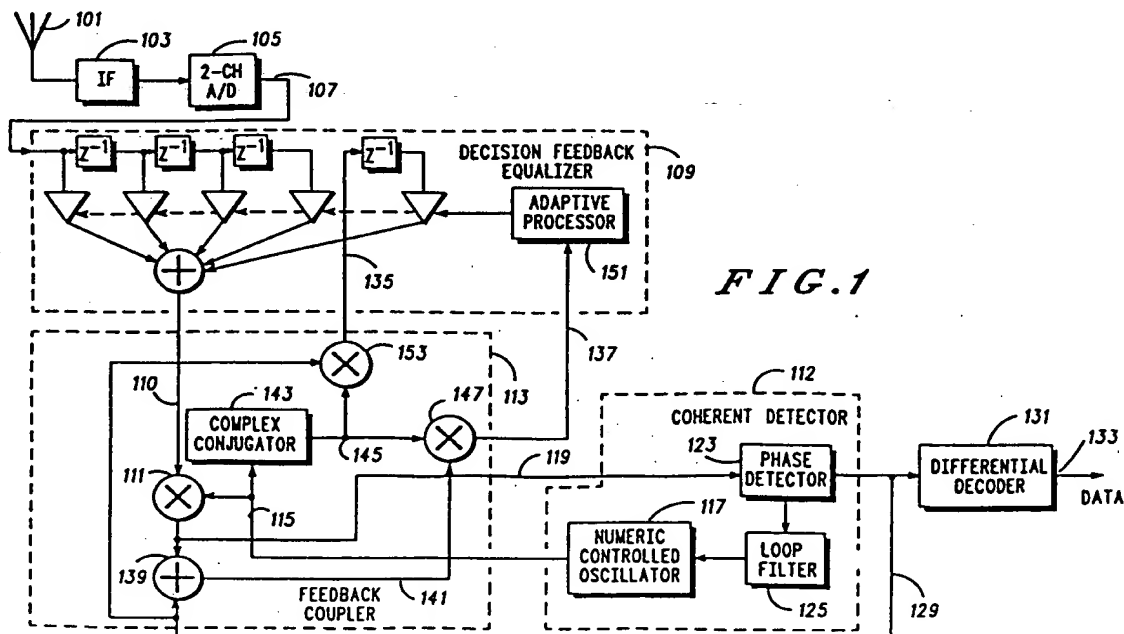 101
103
105
IF
2-CH
A/D
107
Z⁻¹
Z⁻¹
Z⁻¹
Z⁻¹
DECISION FEEDBACK
EQUALIZER
109
ADAPTIVE
PROCESSOR
151
135
FIG.1
137
153
113
110
143
COMPLEX
CONJUGATOR
147
145
112
COHERENT DETECTOR
119
123
PHASE
DETECTOR
131
DIFFERENTIAL
DECODER
133
DATA
111
115
117
NUMERIC
CONTROLLED
OSCILLATOR
LOOP
FILTER
125
129
139
141
FEEDBACK
COUPLER